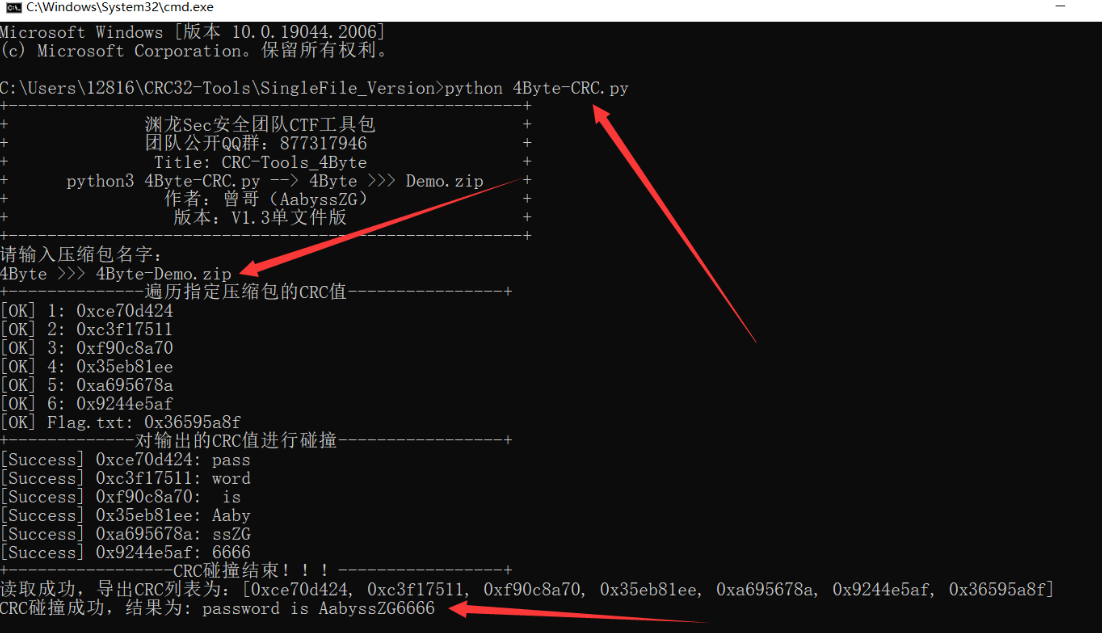 C:\Windows\System32\cmd.exe
Microsoft Windows [版本 10.0.19044.2006]
(c) Microsoft Corporation。保留所有权利。
C:\Users\12816\CRC32-Tools\SingleFile_Version>python 4Byte-CRC.py
+-----------------------------------------------------+
+ 渊龙Sec安全团队CTF工具包 +
+ 团队公开QQ群：877317946 +
+ Title: CRC-Tools_4Byte +
+ python3 4Byte-CRC.py --> 4Byte >>> Demo.zip +
+ 作者：曾哥（AabyssZG） +
+ 版本：V1.3单文件版 +
+-----------------------------------------------------+
请输入压缩包名字：
4Byte >>> 4Byte-Demo.zip
+--------------遍历指定压缩包的CRC值----------------+
[OK] 1: 0xce70d424
[OK] 2: 0xc3f17511
[OK] 3: 0xf90c8a70
[OK] 4: 0x35eb81ee
[OK] 5: 0xa695678a
[OK] 6: 0x9244e5af
[OK] Flag.txt: 0x36595a8f
+-------------对输出的CRC值进行碰撞-----------------+
[Success] 0xce70d424: pass
[Success] 0xc3f17511: word
[Success] 0xf90c8a70:  is 
[Success] 0x35eb81ee: Aaby
[Success] 0xa695678a: ssZG
[Success] 0x9244e5af: 6666
+-----------------CRC碰撞结束！！！-----------------+
读取成功，导出CRC列表为：[0xce70d424, 0xc3f17511, 0xf90c8a70, 0x35eb81ee, 0xa695678a, 0x9244e5af, 0x36595a8f]
CRC碰撞成功，结果为: password is AabyssZG6666